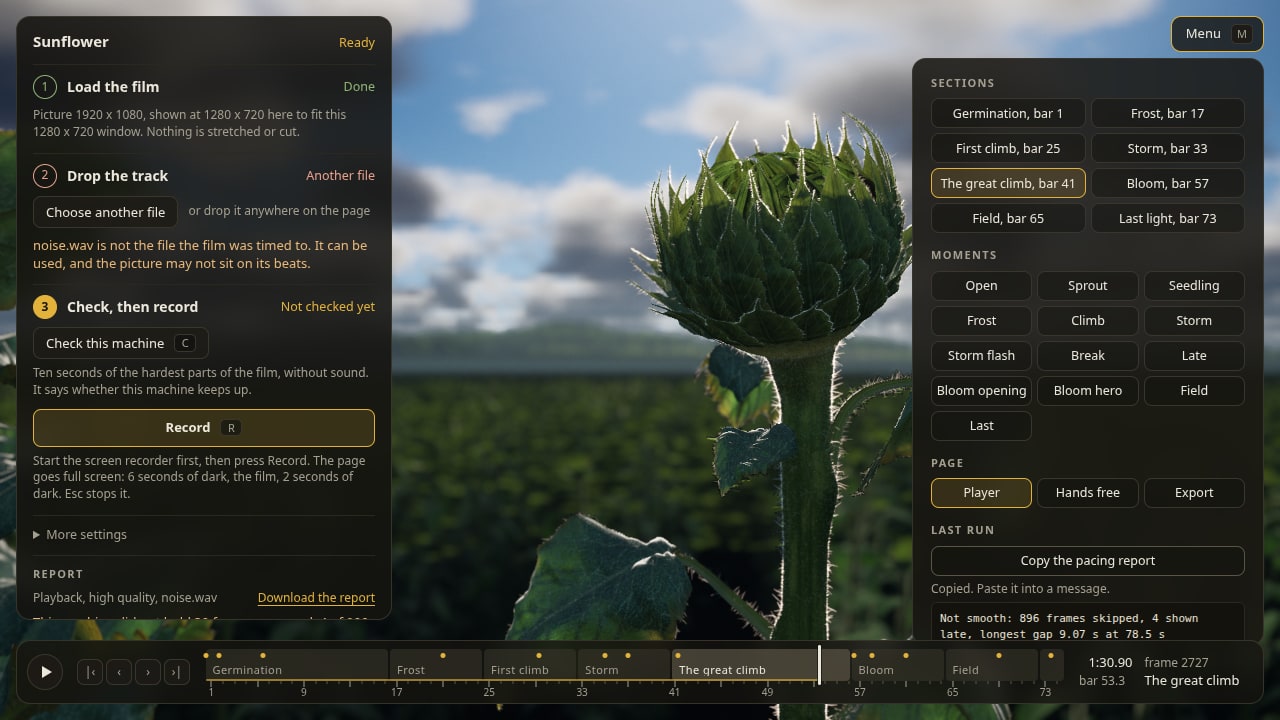 Sunflower
Ready
1 Load the film
Done
Picture 1920 x 1080, shown at 1280 x 720 here to fit this
1280 x 720 window. Nothing is stretched or cut.
2 Drop the track
Another file
Choose another file or drop it anywhere on the page
noise.wav is not the file the film was timed to. It can be
used, and the picture may not sit on its beats.
3 Check, then record
Not checked yet
Check this machine C
Ten seconds of the hardest parts of the film, without sound.
It says whether this machine keeps up.
Record R
Start the screen recorder first, then press Record. The page
goes full screen: 6 seconds of dark, the film, 2 seconds of
dark. Esc stops it.
More settings
REPORT
Playback, high quality, noise.wav
Download the report
Menu M
SECTIONS
Germination, bar 1
Frost, bar 17
First climb, bar 25
Storm, bar 33
The great climb, bar 41
Bloom, bar 57
Field, bar 65
Last light, bar 73
MOMENTS
Open
Sprout
Seedling
Frost
Climb
Storm
Storm flash
Break
Late
Bloom opening
Bloom hero
Field
Last
PAGE
Player
Hands free
Export
LAST RUN
Copy the pacing report
Copied. Paste it into a message.
Not smooth: 896 frames skipped, 4 shown
late, longest gap 9.07 s at 78.5 s
Germination
Frost
First climb
Storm
The great climb
Bloom
Field
1 9 17 25 33 41 49 57 65 73
1:30.90 frame 2727
bar 53.3 The great climb